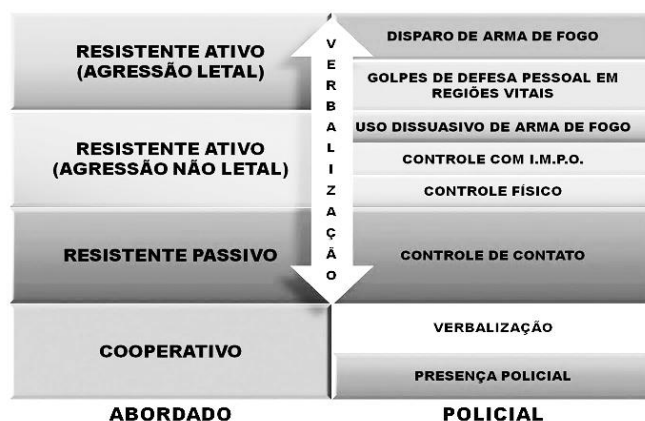 RESISTENTE ATIVO
(AGRESSÃO LETAL)
RESISTENTE ATIVO
(AGRESSÃO NÃO LETAL)
RESISTENTE PASSIVO
COOPERATIVO
ABORDADO
VERBALIZAÇÃO
DISPARO DE ARMA DE FOGO
GOLPES DE DEFESA PESSOAL EM
REGIÕES VITAIS
USO DISSUASIVO DE ARMA DE FOGO
CONTROLE COM I.M.P.O.
CONTROLE FÍSICO
CONTROLE DE CONTATO
VERBALIZAÇÃO
PRESENÇA POLICIAL
POLICIAL